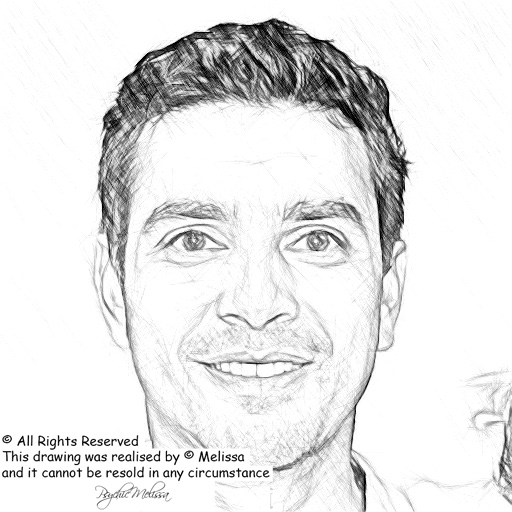 © All Rights Reserved
This drawing was realised by © Melissa
and it cannot be resold in any circumstance
Psychic Melissa